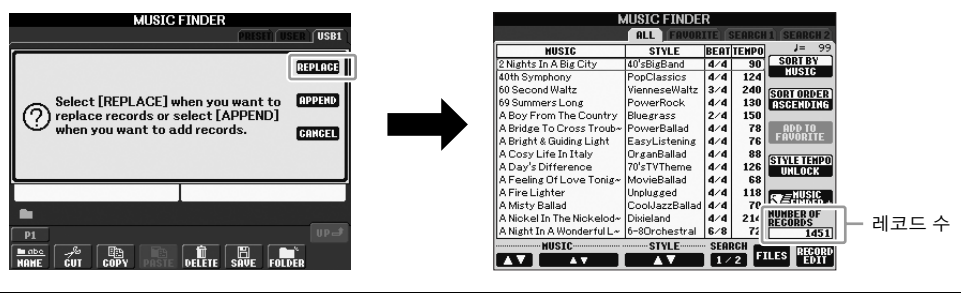 MUSIC FINDER
PRESET USER USB1
REPLACE
Select [REPLACE] when you want to
replace records or select [APPEND]
when you want to add records.
APPEND
CANCEL
P1 UP
NAME CUT COPY PASTE DELETE SAVE FOLDER
MUSIC FINDER
ALL FAVORITE SEARCH1 SEARCH2
MUSIC STYLE BEAT TEMPO
♩= 99
2 Nights In A Big City 40'sBigBand 4/4 90
40th Symphony PopClassics 4/4 124
60 Second Waltz VienneseWaltz 3/4 240
69 Summers Long PowerRock 4/4 130
A Boy From The Country Bluegrass 2/4 150
A Bridge To Cross Troub~ PowerBallad 4/4 78
A Bright & Guiding Light EasyListening 4/4 76
A Cosy Life In Italy OrganBallad 4/4 88
A Day's Difference 70'sTVTheme 4/4 126
A Feeling Of Love Tonig~ MovieBallad 4/4 68
A Fire Lighter Unplugged 4/4 118
A Misty Ballad CoolJazzBallad 4/4
A Nickel In The Nickelod~ Dixieland 4/4 214
A Night In A Wonderful L~ 6-8Orchestral 6/8
SORT BY
MUSIC
SORT ORDER
ASCENDING
ADD TO
FAVORITE
STYLE TEMPO
UNLOCK
MUSIC
FINDER
NUMBER OF
RECORDS
1451
레코드 수
MUSIC STYLE SEARCH
1/2 FILES RECORD
EDIT